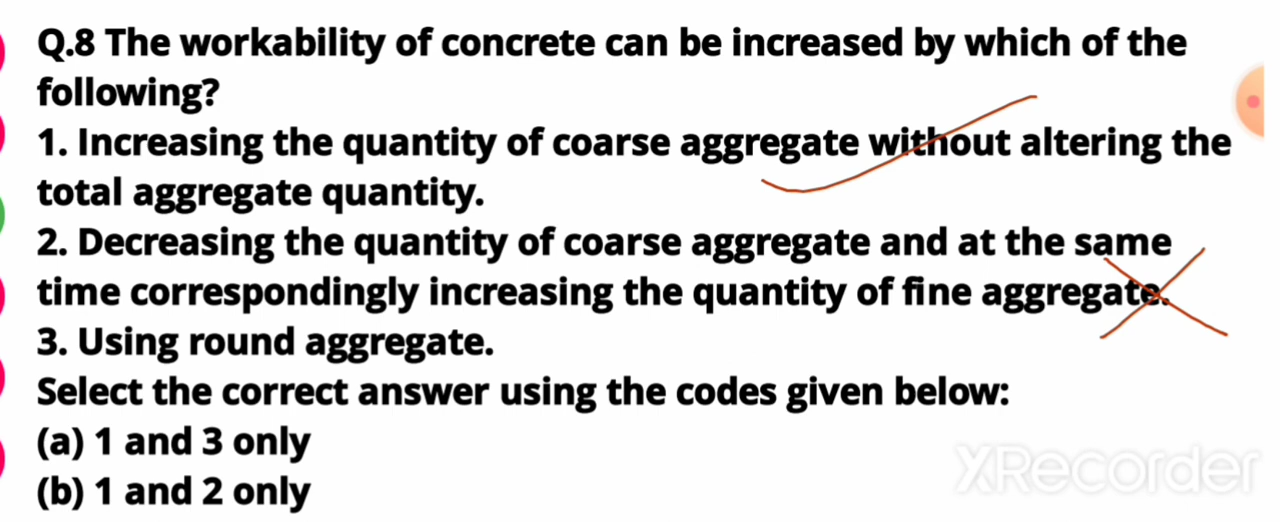 Q.8 The workability of concrete can be increased by which of the
following?
1. Increasing the quantity of coarse aggregate without altering the
total aggregate quantity.
2. Decreasing the quantity of coarse aggregate and at the same
time correspondingly increasing the quantity of fine aggregate.
3. Using round aggregate.
Select the correct answer using the codes given below:
(a) 1 and 3 only
(b) 1 and 2 only
XRecorder